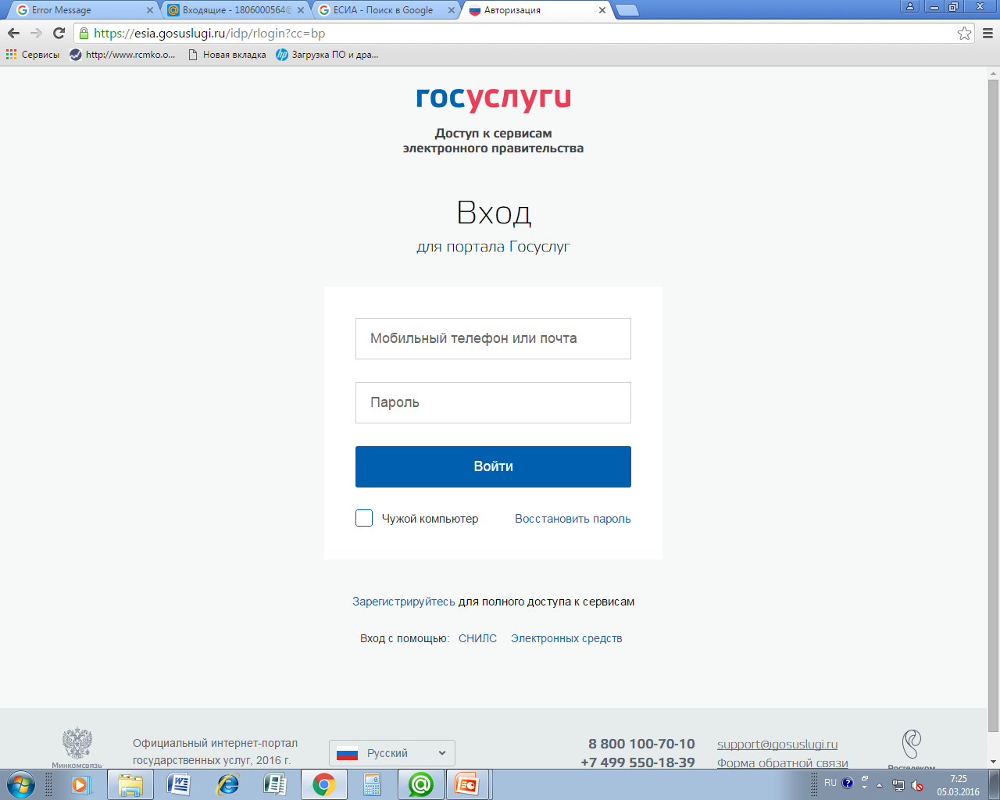 Error Message
Входящие - 1806000564@
ЕСИА - Поиск в Google
Авторизация
https://esia.gosuslugi.ru/idp/rlogin?cc=bp
Сервисы
http://www.rcmko.o...
Новая вкладка
Загрузка ПО и дра...
госуслуги
Доступ к сервисам
электронного правительства
Вход
для портала Госуслуг
Мобильный телефон или почта
Пароль
Войти
Чужой компьютер
Восстановить пароль
Зарегистрируйтесь для полного доступа к сервисам
Вход с помощью: СНИЛС Электронных средств
Минкомсвязь
Официальный интернет-портал
государственных услуг, 2016 г.
Русский
8 800 100-70-10
+7 499 550-18-39
support@gosuslugi.ru
Форма обратной связи
Ростелеком
RU
7:25
05.03.2016